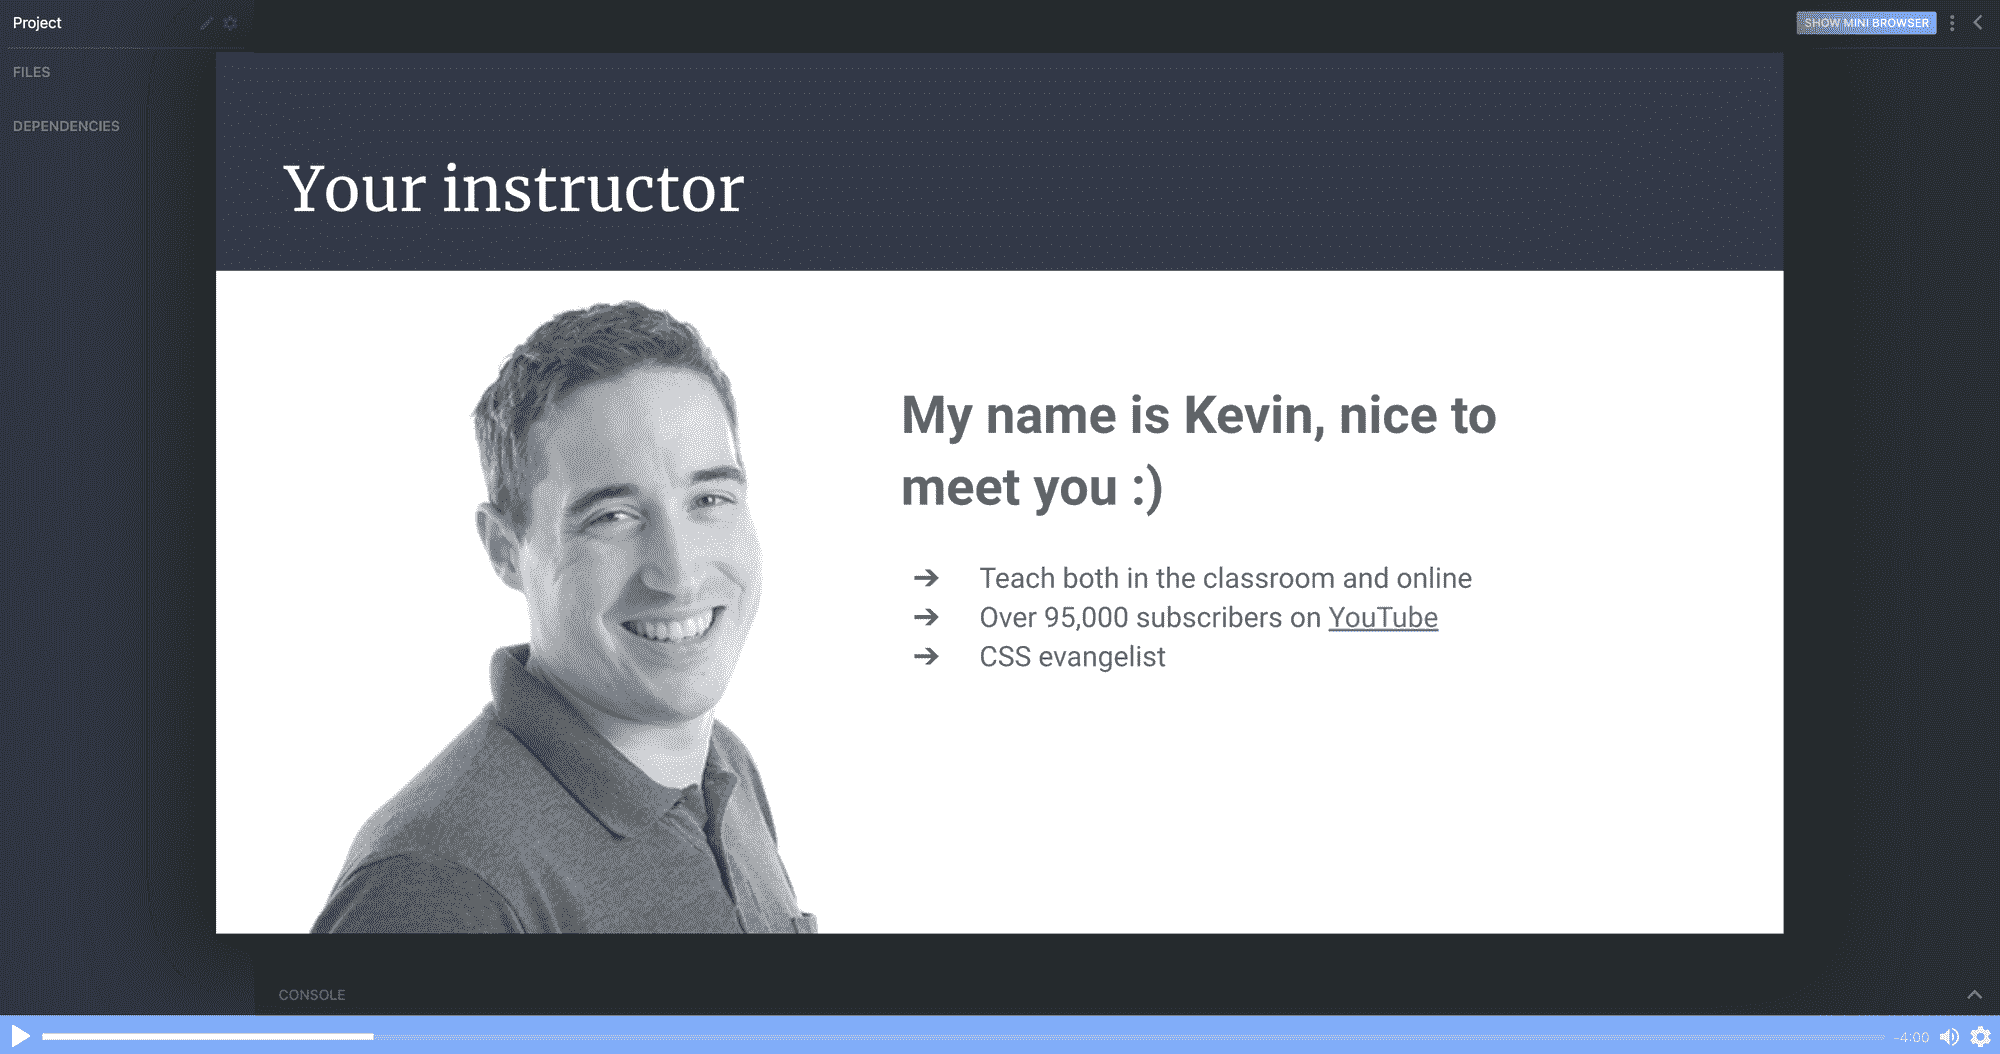 Project
SHOW MINI BROWSER
FILES
DEPENDENCIES
Your instructor
My name is Kevin, nice to
meet you :)
➔ Teach both in the classroom and online
➔ Over 95,000 subscribers on YouTube
➔ CSS evangelist
CONSOLE
-4:00